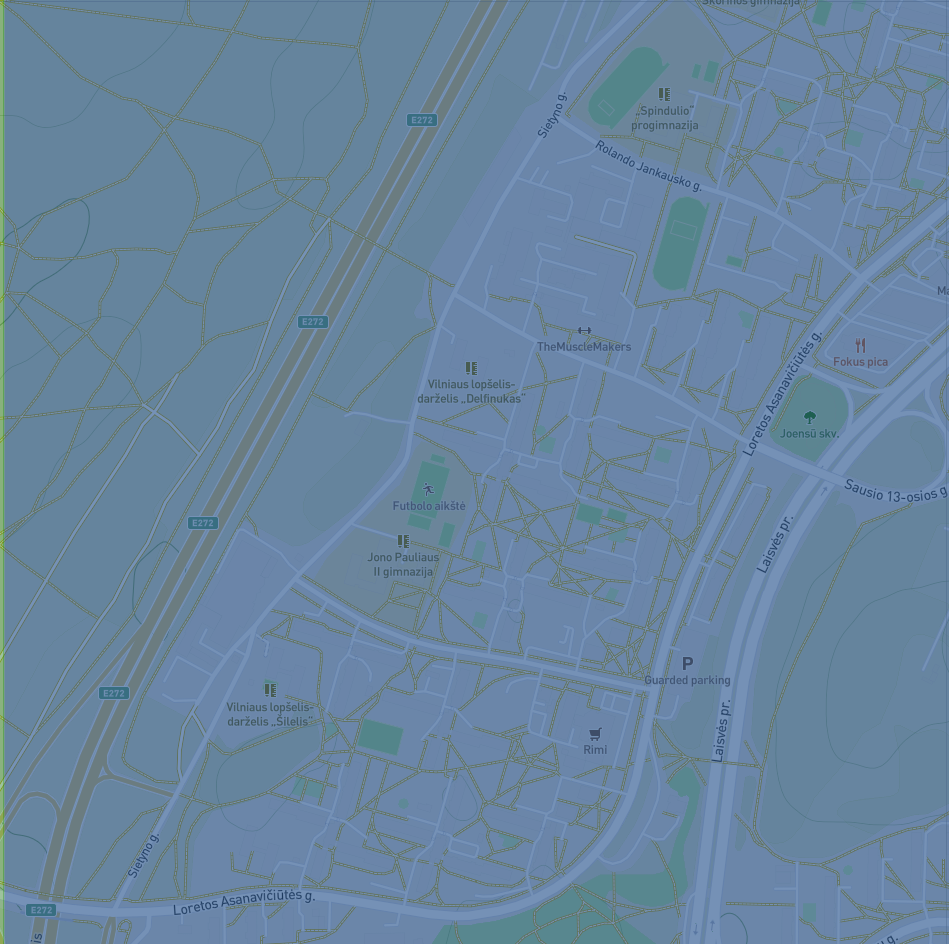 Skorinos gimnazija
E272
„Spindulio"
progimnazija
Sietyno g.
Rolando Jankausko g.
E272
TheMuscleMakers
Fokus pica
Loretos Asanavičiūtės g.
Vilniaus lopšelis-
darželis „Delfinukas"
Joensū skv.
Sausio 13-osios g
Futbolo aikštė
E272
Laisvės pr.
Jono Pauliaus
II gimnazija
P
Guarded parking
E272
Vilniaus lopšelis-
darželis „Šilelis"
Laisvės pr.
Rimi
Sietyno g.
Loretos Asanavičiūtės g.
E272